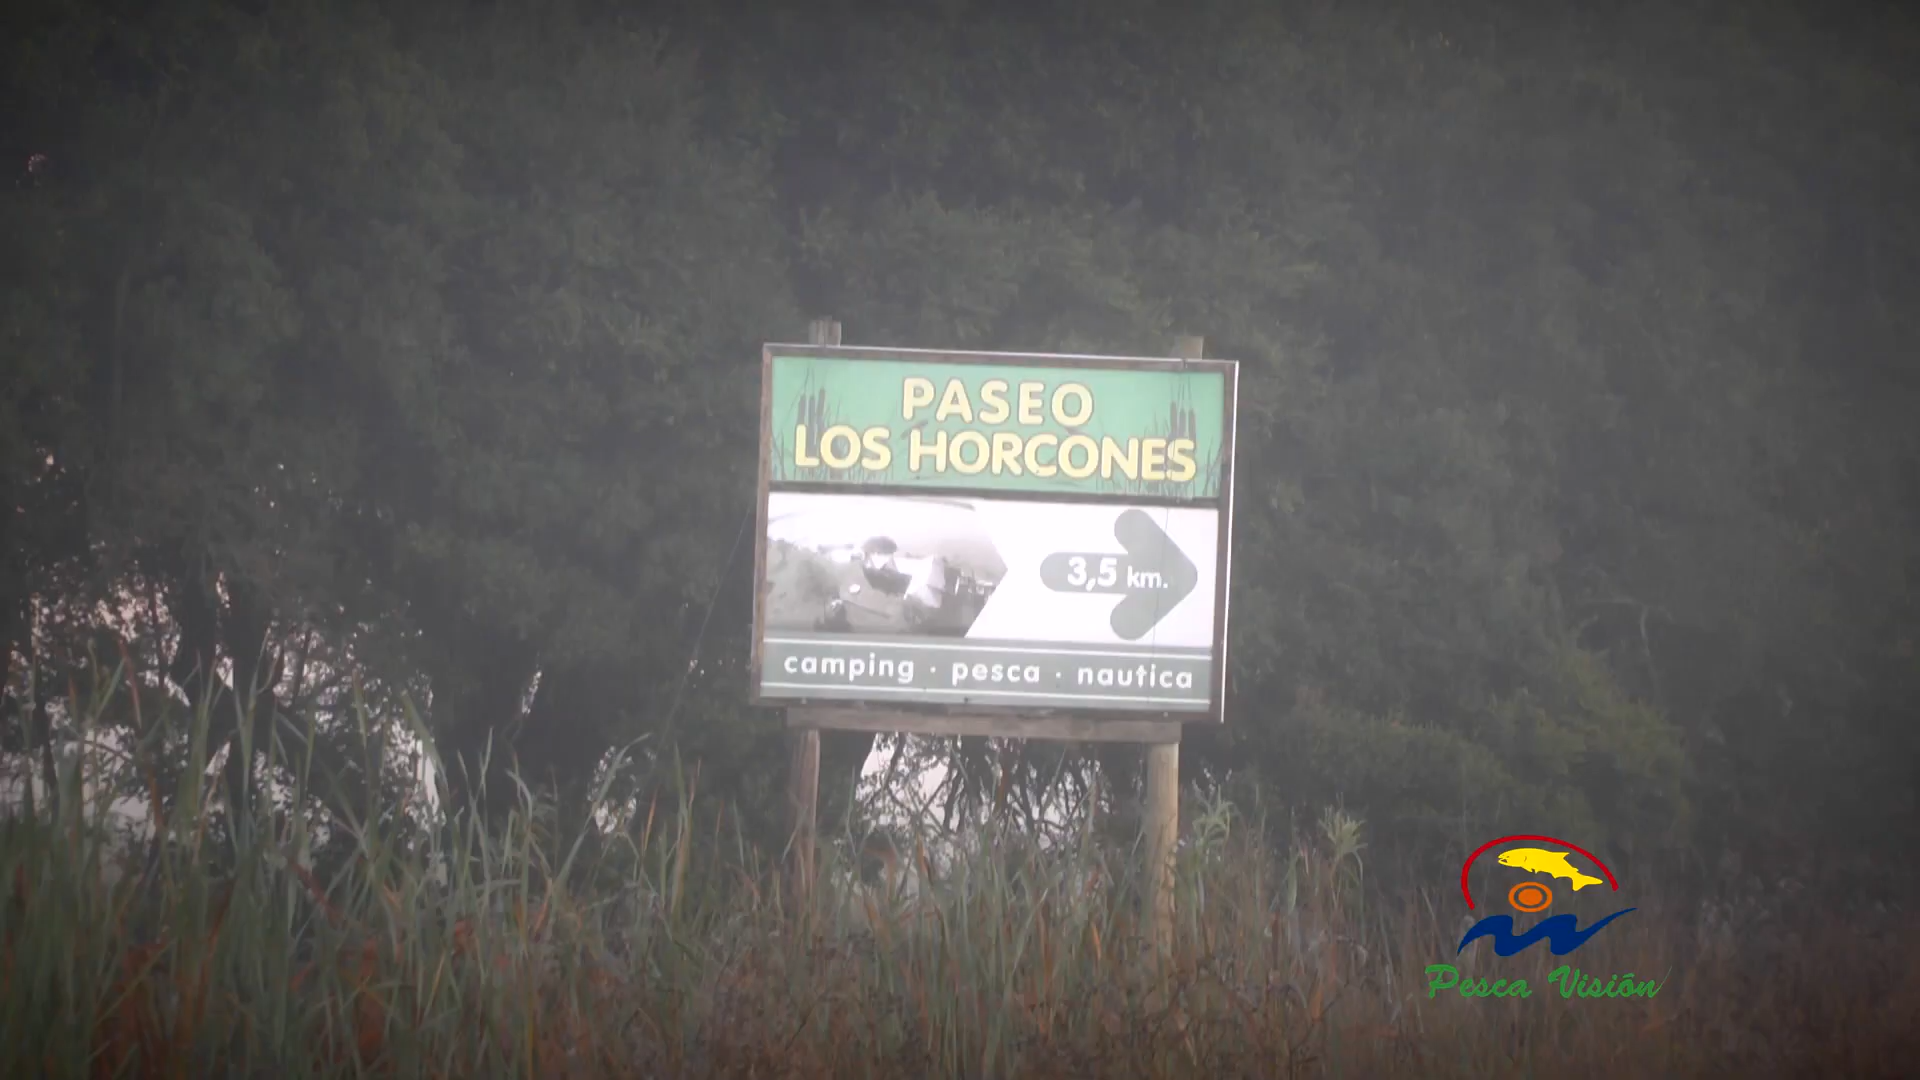 PASEO
LOS HORCONES
3,5 km.
camping · pesca · nautica
Pesca Visión